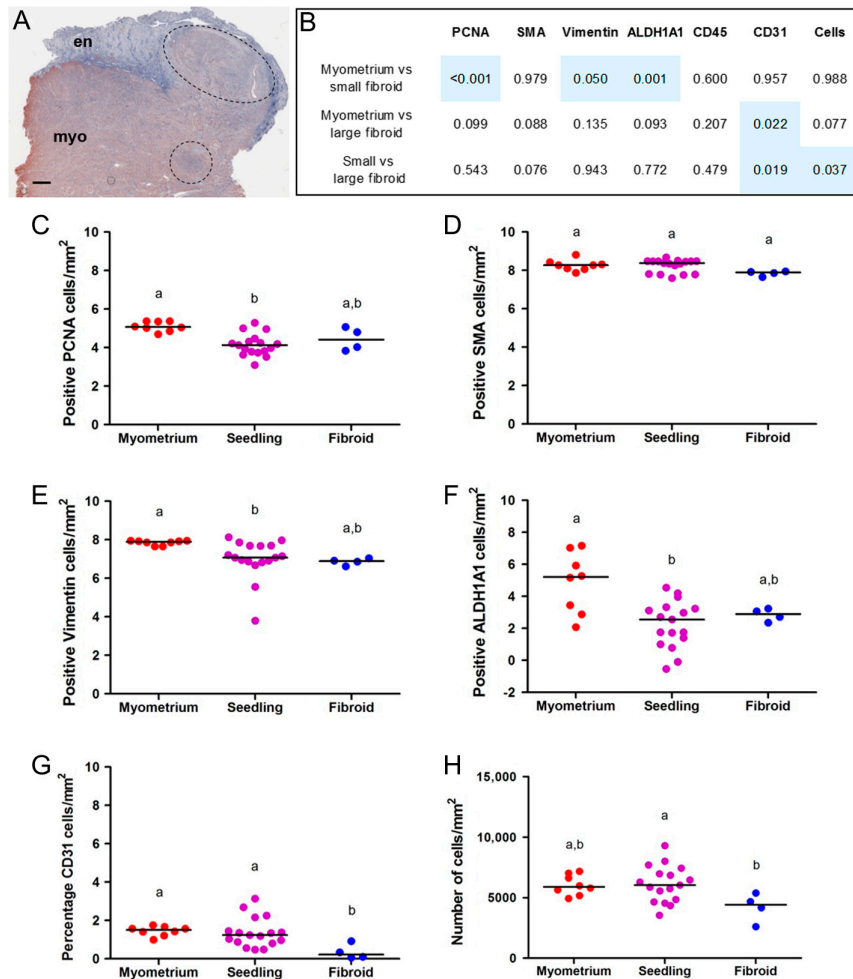 A
en
myo
B
PCNA SMA Vimentin ALDH1A1 CD45 CD31 Cells
Myometrium vs small fibroid <0.001 0.979 0.050 0.001 0.600 0.957 0.988
Myometrium vs large fibroid 0.099 0.088 0.135 0.093 0.207 0.022 0.077
Small vs large fibroid 0.543 0.076 0.943 0.772 0.479 0.019 0.037
C
Positive PCNA cells/mm²
10
8
6
4
2
0
a
b
a,b
Myometrium Seedling Fibroid
D
Positive SMA cells/mm²
10
8
6
4
2
0
a
a
a
Myometrium Seedling Fibroid
E
Positive Vimentin cells/mm²
10
8
6
4
2
0
a
b
a,b
Myometrium Seedling Fibroid
F
Positive ALDH1A1 cells/mm²
10
8
6
4
2
0
-2
a
b
a,b
Myometrium Seedling Fibroid
G
Percentage CD31 cells/mm²
10
8
6
4
2
0
a
a
b
Myometrium Seedling Fibroid
H
Number of cells/mm²
15,000
10,000
5000
0
a,b
a
b
Myometrium Seedling Fibroid